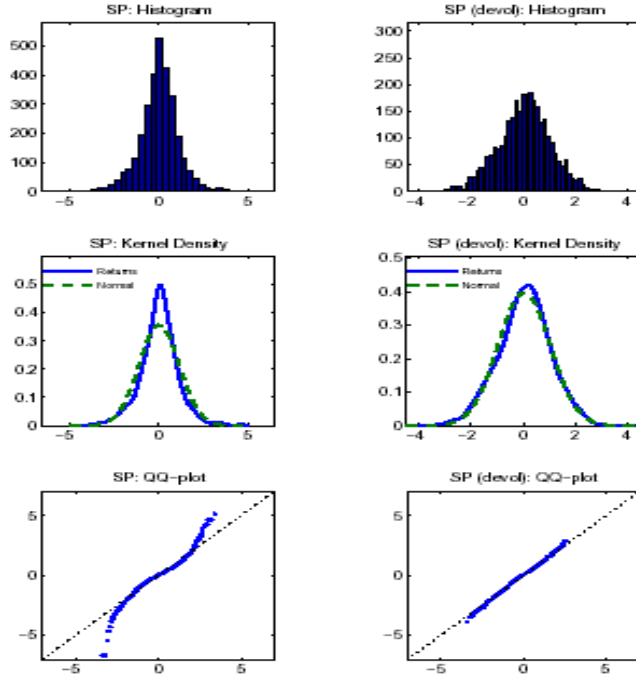 SP: Histogram
500
400
300
200
100
0
−5 0 5
SP (devol): Histogram
300
250
200
150
100
50
0
−4 −2 0 2 4
SP: Kernel Density
Returns
Normal
0.5
0.4
0.3
0.2
0.1
0
−5 0 5
SP (devol): Kernel Density
0.5
Returns
Normal
0.4
0.3
0.2
0.1
0
−4 −2 0 2 4
SP: QQ−plot
5
0
−5
−5 0 5
SP (devol): QQ−plot
5
0
−5
−5 0 5